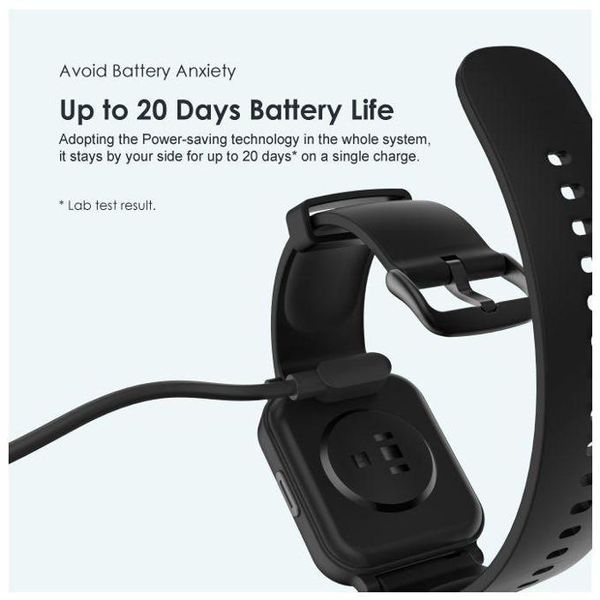 Avoid Battery Anxiety
Up to 20 Days Battery Life
Adopting the Power-saving technology in the whole system,
it stays by your side for up to 20 days* on a single charge.
* Lab test result.